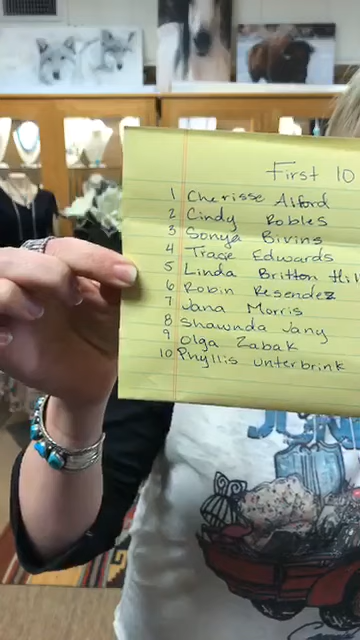 First 10
1 Cherisse Alford
2 Cindy Robles
3 Sonya Bivins
4 Trace Edwards
5 Linda Britton Hill
6 Robin Resendez
7 Jana Morris
8 Shawnda Jany
9 Olga Zabak
10 Phyllis Unterbrink